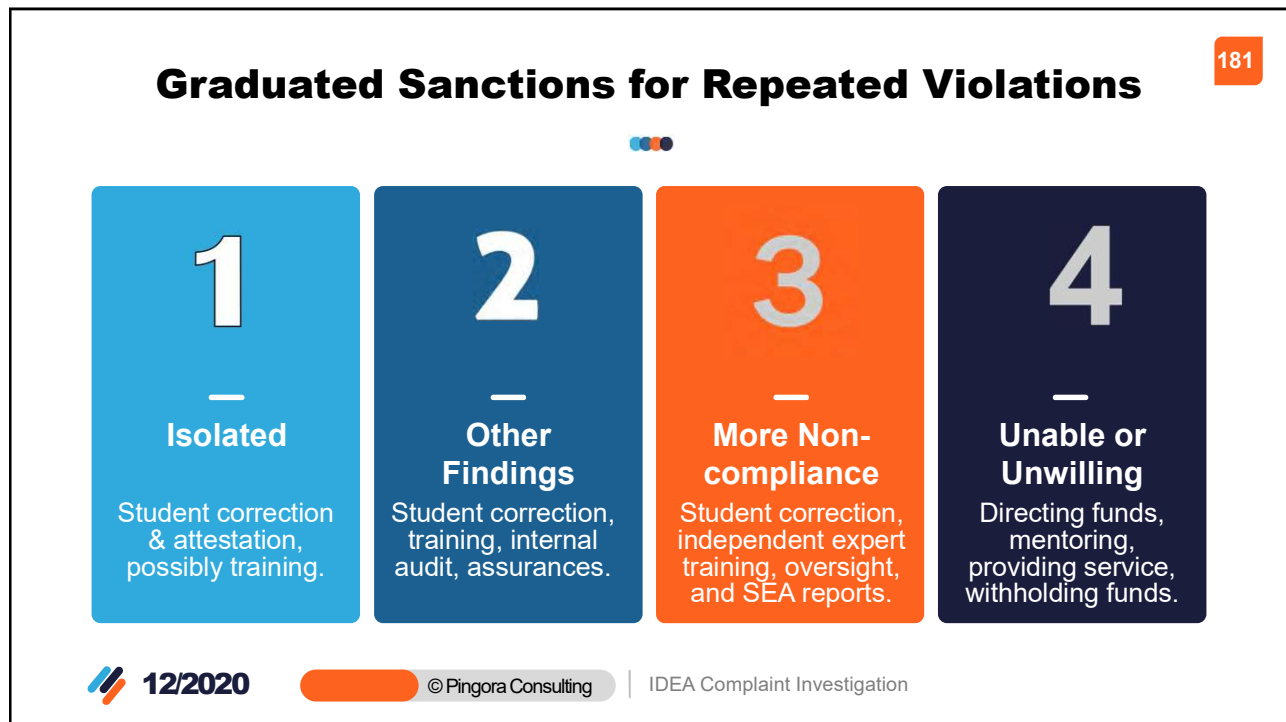 181
Graduated Sanctions for Repeated Violations
1
Isolated
Student correction
& attestation,
possibly training.
2
Other
Findings
Student correction,
training, internal
audit, assurances.
3
More Non-
compliance
Student correction,
independent expert
training, oversight,
and SEA reports.
4
Unable or
Unwilling
Directing funds,
mentoring,
providing service,
withholding funds.
12/2020
© Pingora Consulting
IDEA Complaint Investigation